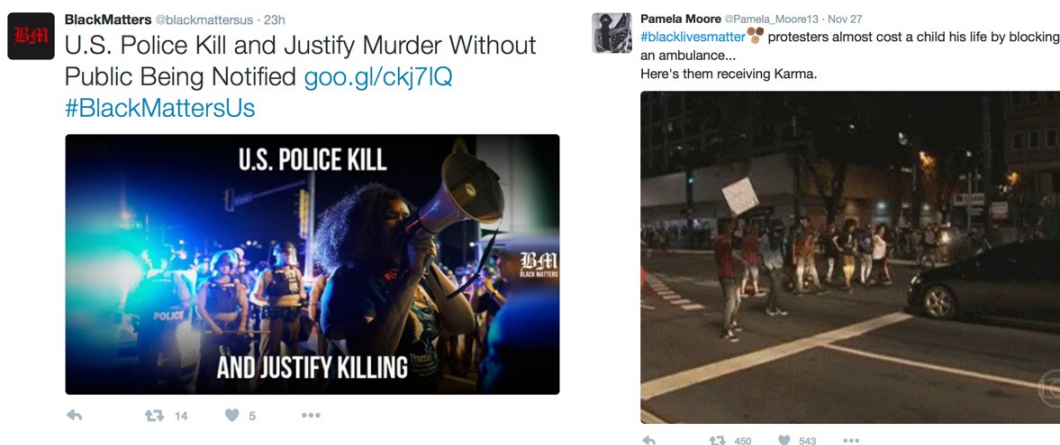 BM
BlackMatters @blackmattersus · 23h
U.S. Police Kill and Justify Murder Without
Public Being Notified goo.gl/ckj7lQ
#BlackMattersUs
U.S. POLICE KILL
BM
BLACK MATTERS
POLICE
AND JUSTIFY KILLING
14 5
Pamela Moore @Pamela_Moore13 · Nov 27
#blacklivesmatter protesters almost cost a child his life by blocking
an ambulance...
Here's them receiving Karma.
450 543